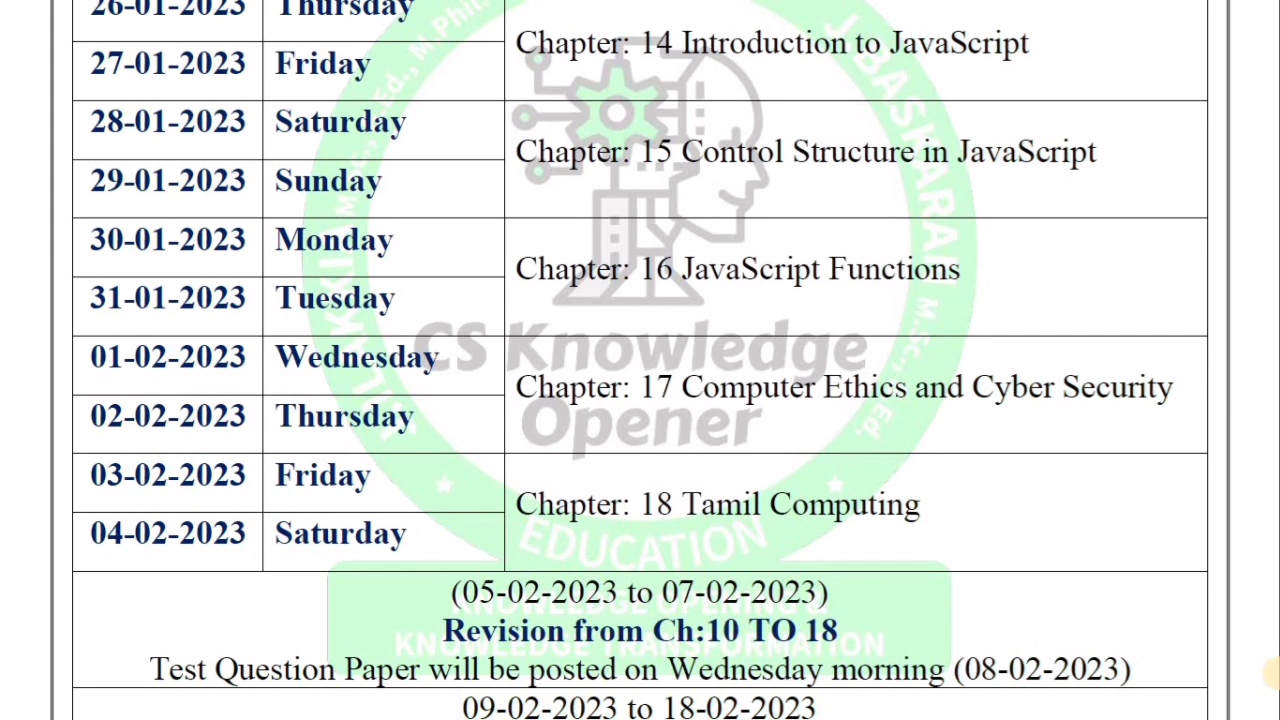 26-01-2023 Thursday
Chapter: 14 Introduction to JavaScript
27-01-2023 Friday
28-01-2023 Saturday
Chapter: 15 Control Structure in JavaScript
29-01-2023 Sunday
30-01-2023 Monday
Chapter: 16 JavaScript Functions
31-01-2023 Tuesday
01-02-2023 Wednesday
Chapter: 17 Computer Ethics and Cyber Security
02-02-2023 Thursday
03-02-2023 Friday
Chapter: 18 Tamil Computing
04-02-2023 Saturday
(05-02-2023 to 07-02-2023)
Revision from Ch:10 TO 18
Test Question Paper will be posted on Wednesday morning (08-02-2023)
09-02-2023 to 18-02-2023
CS Knowledge
Opener
EDUCATION
KNOWLEDGE OPENING &
KNOWLEDGE TRANSFORMATION
J.BASKARAN M.Sc., Ed.